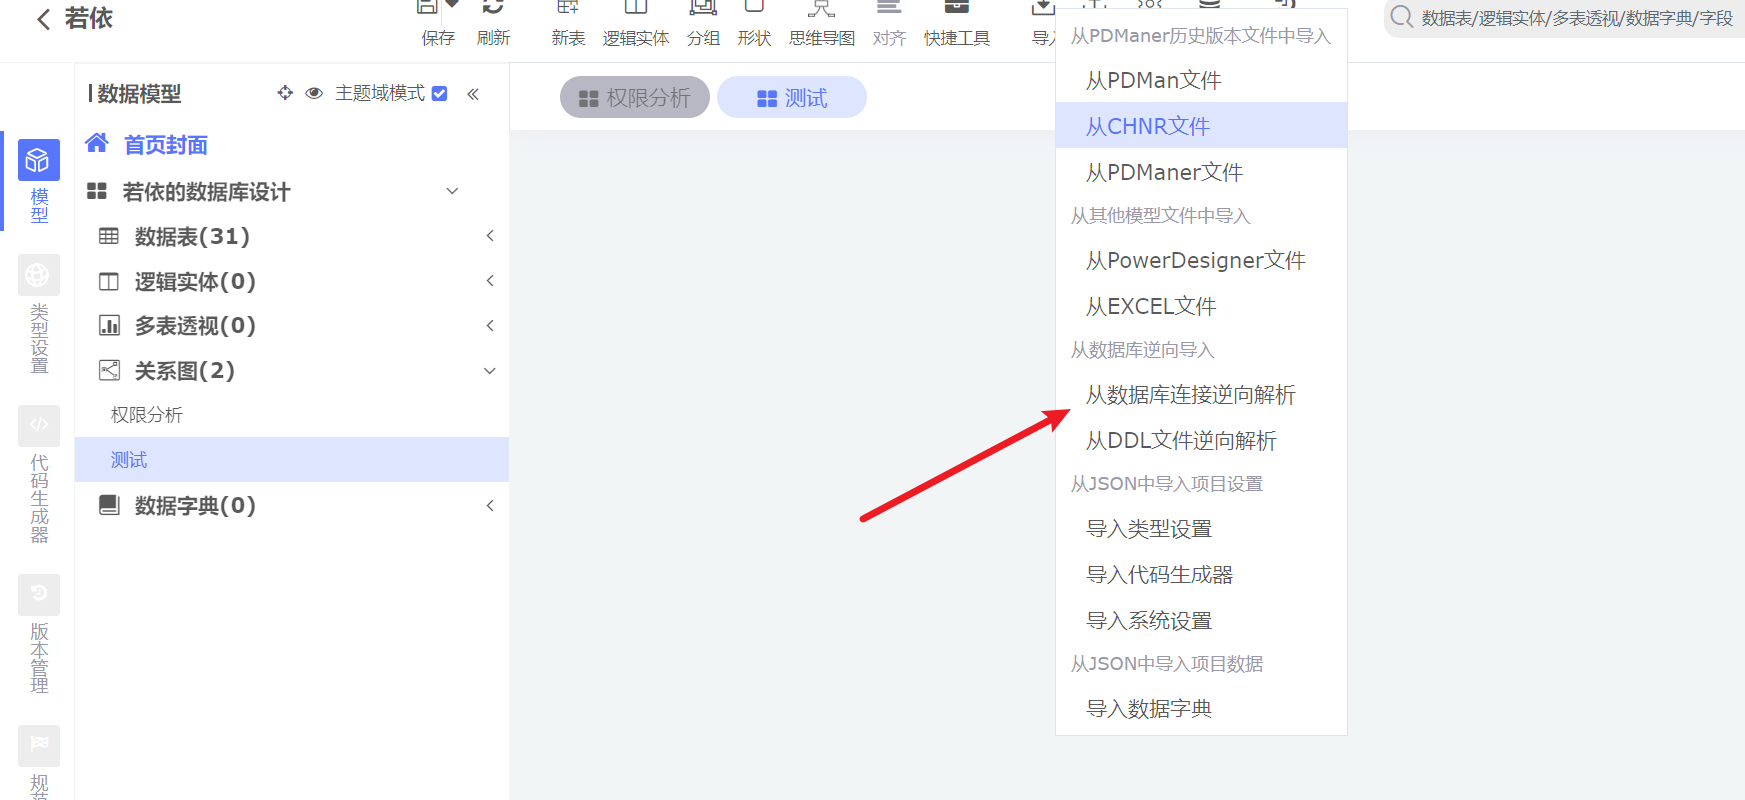 若依
保存
刷新
新表
逻辑实体
分组
形状
思维导图
对齐
快捷工具
数据表/逻辑实体/多表透视/数据字典/字段
数据模型
主题域模式
首页封面
若依的数据库设计
数据表(31)
逻辑实体(0)
多表透视(0)
关系图(2)
权限分析
测试
数据字典(0)
模型
类型设置
代码生成器
版本管理
权限分析
测试
从PDManer历史版本文件中导入
从PDMan文件
从CHNR文件
从PDManer文件
从其他模型文件中导入
从PowerDesigner文件
从EXCEL文件
从数据库逆向导入
从数据库连接逆向解析
从DDL文件逆向解析
从JSON中导入项目设置
导入类型设置
导入代码生成器
导入系统设置
从JSON中导入项目数据
导入数据字典